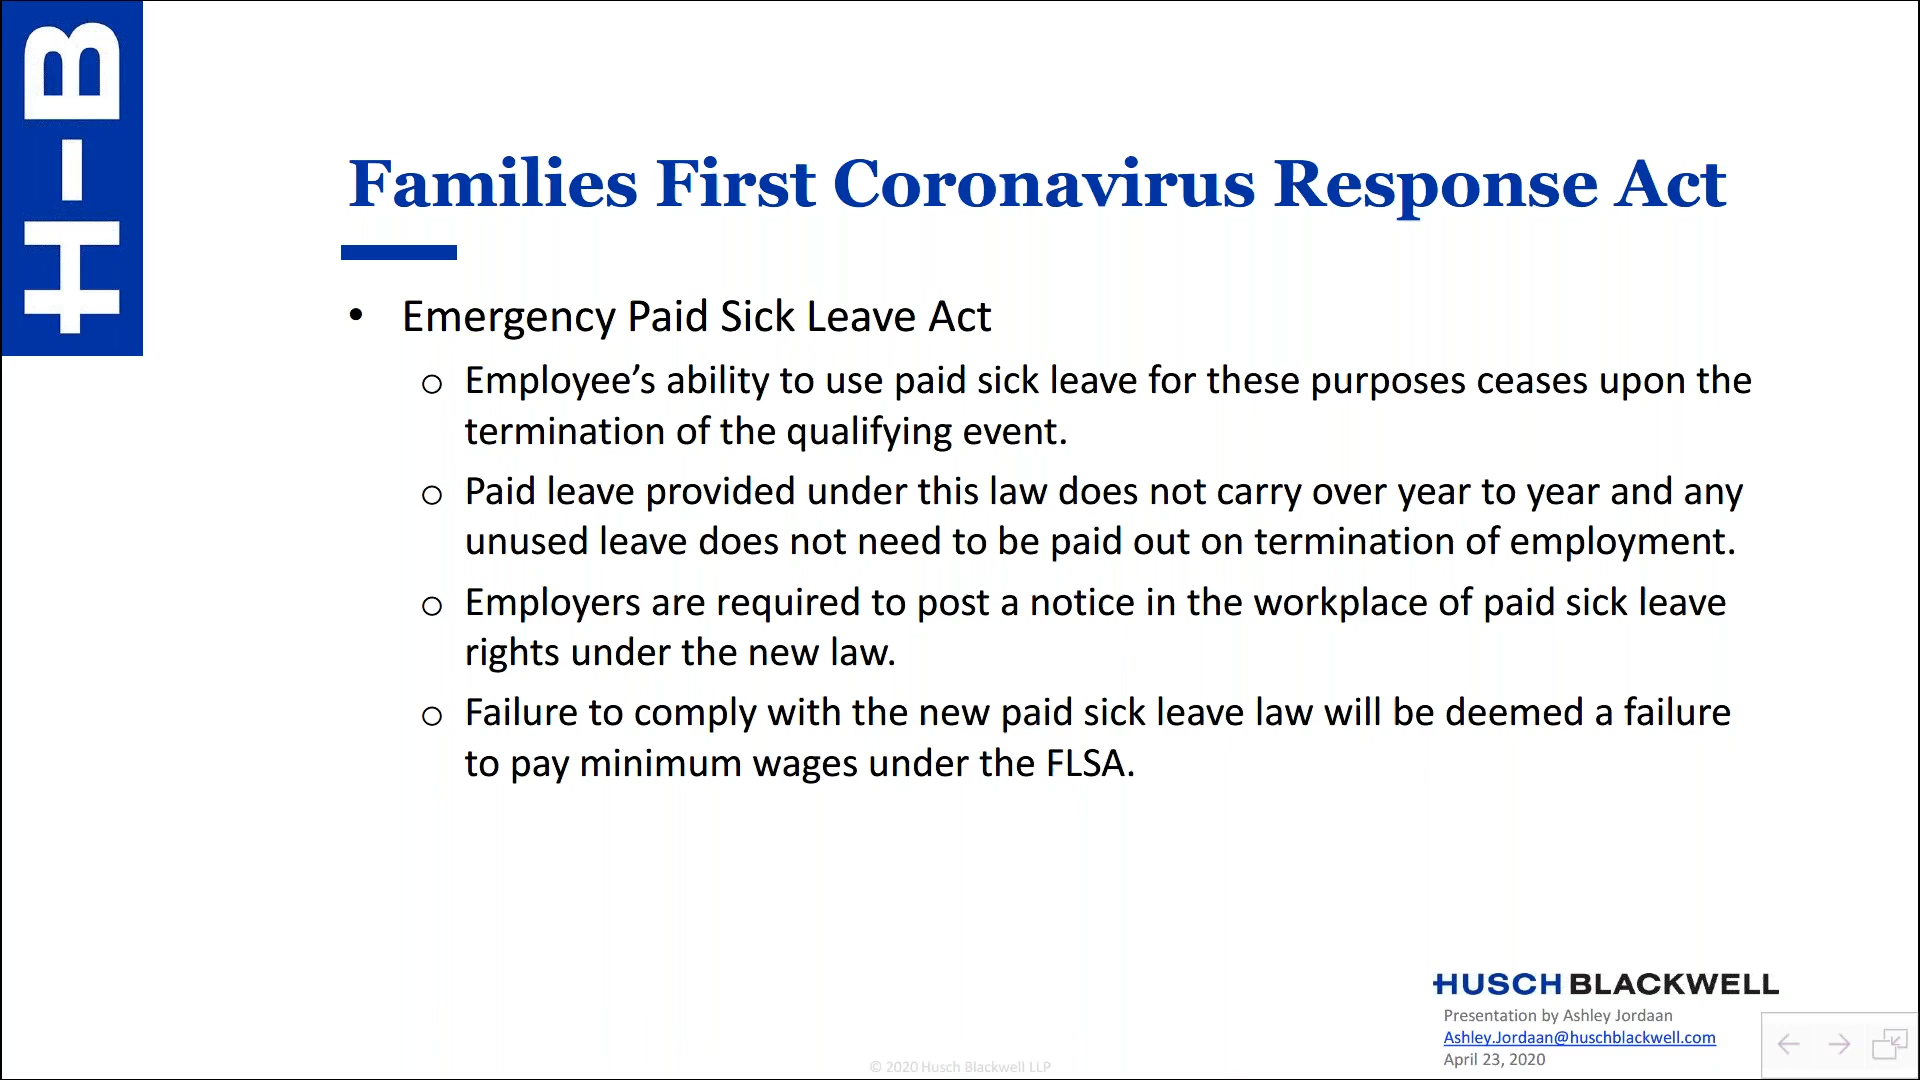 H-B
Families First Coronavirus Response Act
• Emergency Paid Sick Leave Act
o Employee’s ability to use paid sick leave for these purposes ceases upon the
termination of the qualifying event.
o Paid leave provided under this law does not carry over year to year and any
unused leave does not need to be paid out on termination of employment.
o Employers are required to post a notice in the workplace of paid sick leave
rights under the new law.
o Failure to comply with the new paid sick leave law will be deemed a failure
to pay minimum wages under the FLSA.
HUSCH BLACKWELL
Presentation by Ashley Jordaan
Ashley.Jordaan@huschblackwell.com
April 23, 2020
© 2020 Husch Blackwell LLP